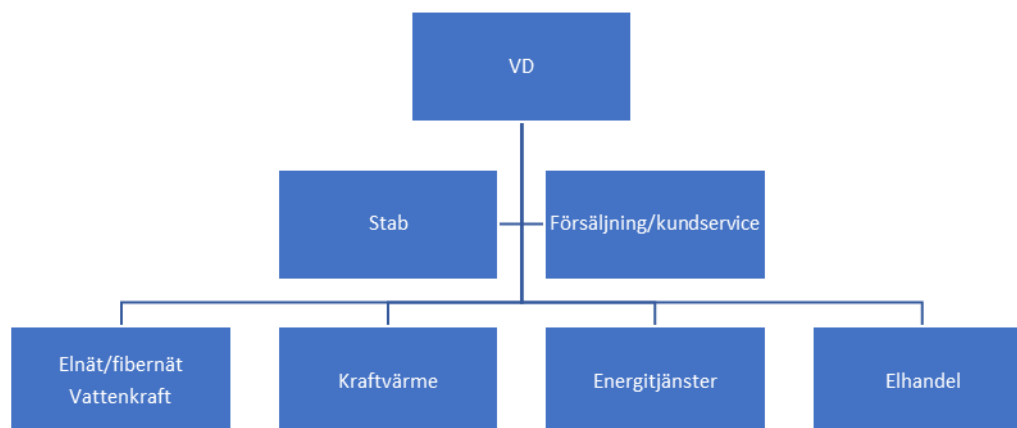 VD
Stab
Försäljning/kundservice
Elnät/fibernät
Vattenkraft
Kraftvärme
Energitjänster
Elhandel